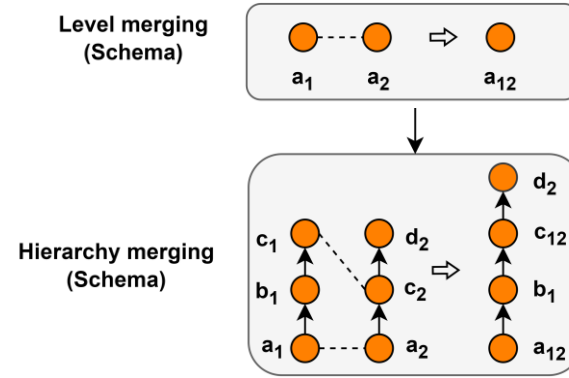 Level merging
(Schema)
a₁ a₂ a₁₂
Hierarchy merging
(Schema)
d₂
c₁ d₂ c₁₂
b₁ c₂ b₁
a₁ a₂ a₁₂